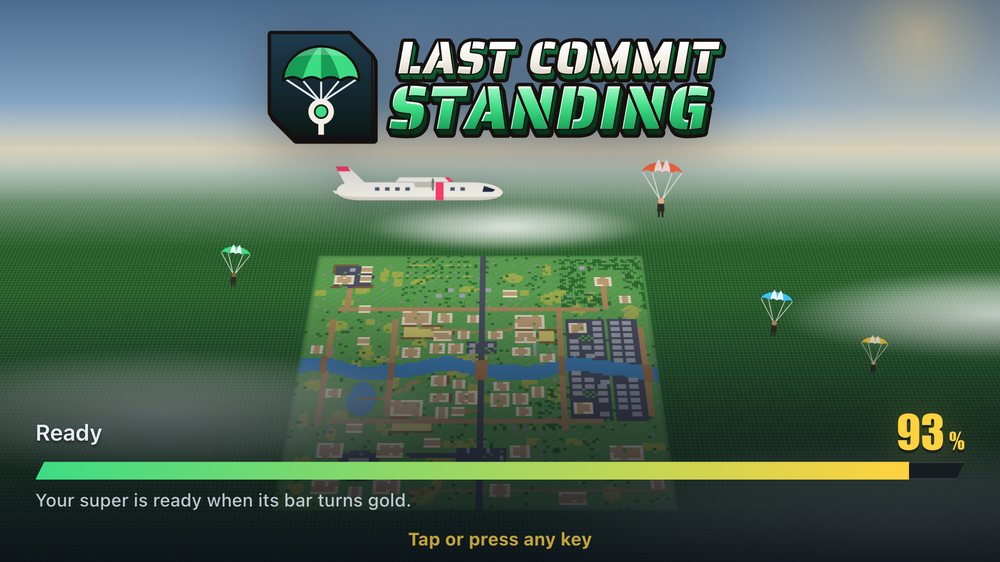 LAST COMMIT
STANDING
Ready
93%
Your super is ready when its bar turns gold.
Tap or press any key